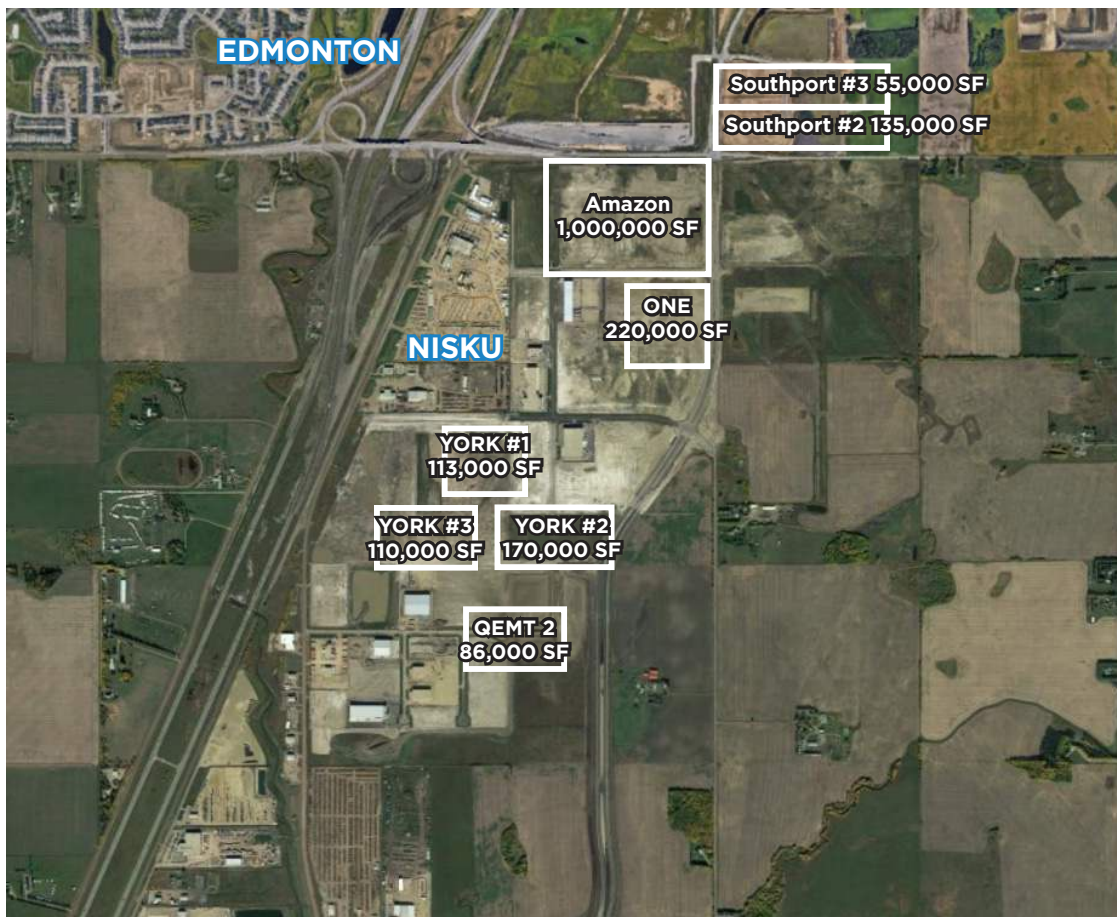 EDMONTON
Southport #3 55,000 SF
Southport #2 135,000 SF
Amazon
1,000,000 SF
ONE
220,000 SF
NISKU
YORK #1
113,000 SF
YORK #3
110,000 SF
YORK #2
170,000 SF
QEMT 2
86,000 SF